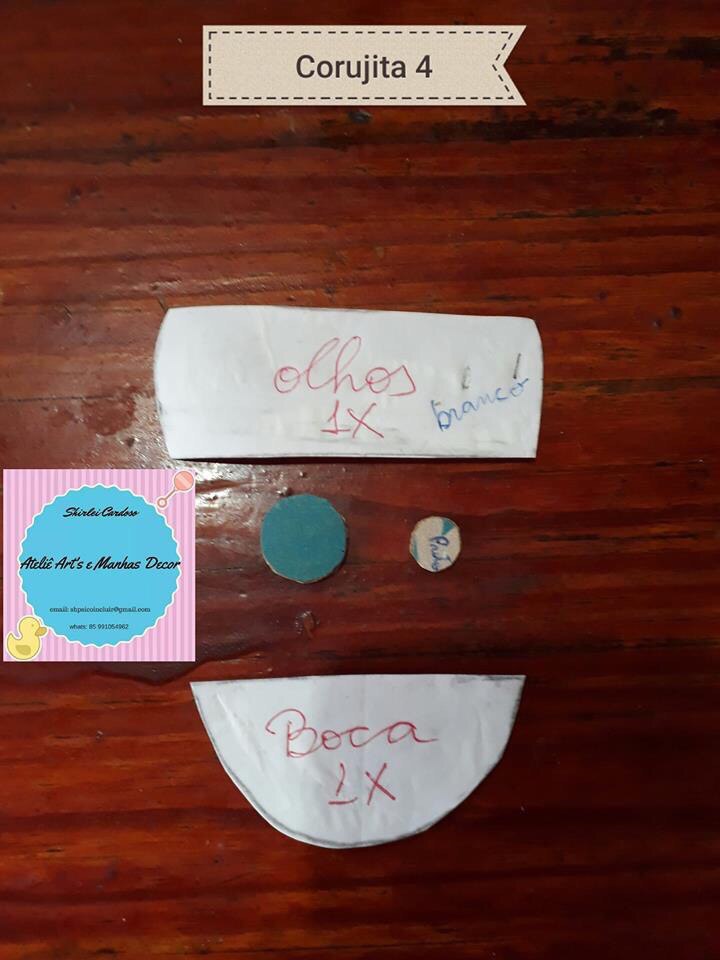 Corujita 4
olhos
1X
branco
Shirlei Cardoso
Ateliê Art's e Manhas Decor
email: shpsicoincluir@gmail.com
whats: 85 991054962
Boca
1X